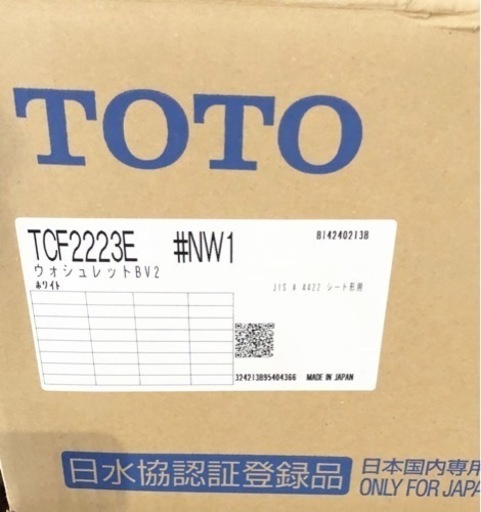 TOTO
TCF2223E #NW1 B14240213B
ウォシュレットBV2
ホワイト
JIS A 4422 シート形用
324213B95404366 MADE IN JAPAN
日水協認証登録品
日本国内専用
ONLY FOR JAPA